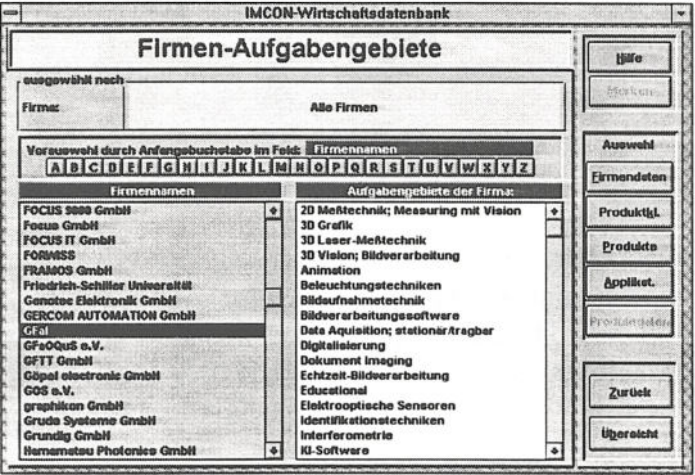 IMCON-Wirtschaftsdatenbank
Firmen-Aufgabengebiete
ausgewählt nach
Firma:
Alle Firmen
Vorauswahl durch Anfangsbuchstabe im Feld: Firmennamen
A B C D E F G H I J K L M N O P Q R S T U V W X Y Z
Firmennamen
FOCUS 9000 GmbH
Focus GmbH
FOCUS IT GmbH
FORWISS
FRAMOS GmbH
Friedrich-Schiller Universität
Genotec Elektronik GmbH
GERCOM AUTOMATION GmbH
GFaI
GFaOQuS e.V.
GFTT GmbH
Göpel electronic GmbH
GOS e.V.
graphikon GmbH
Grude Systeme GmbH
Grundig GmbH
Hamamatsu Photonics GmbH
Aufgabengebiete der Firma:
2D Meßtechnik; Measuring mit Vision
3D Grafik
3D Laser-Meßtechnik
3D Vision; Bildverarbeitung
Animation
Beleuchtungstechniken
Bildaufnahmetechnik
Bildverarbeitungssoftware
Data Aquisition; stationär/tragbar
Digitalisierung
Dokument Imaging
Echtzeit-Bildverarbeitung
Educational
Elektrooptische Sensoren
Identifikationstechniken
Interferometrie
KI-Software
Hilfe
Merken
Auswahl
Firmendaten
Produktkl.
Produkte
Applikat.
Zurück
Übersicht